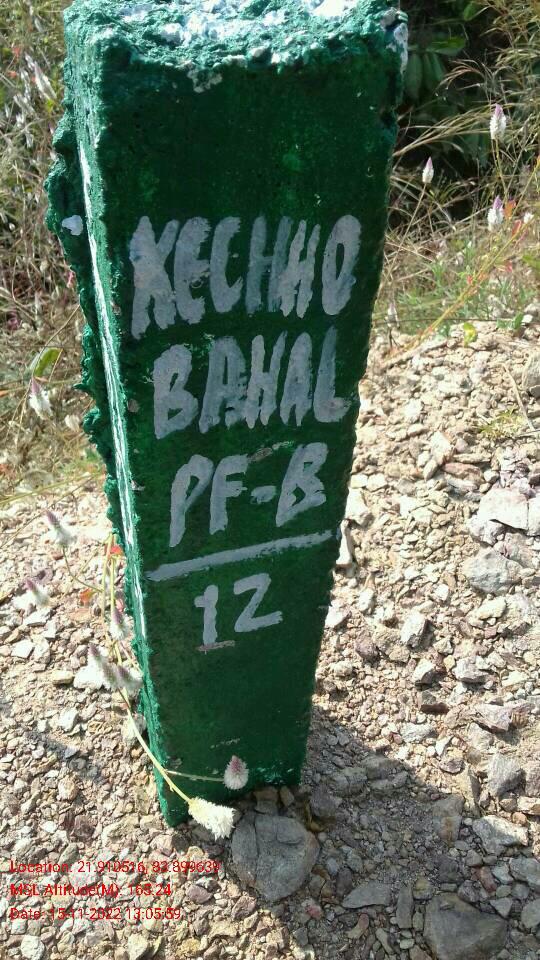 KECHHO
BAHAL
PF-B
12
Location: 21.910516, 83.899639
MSL Altitude(M): 163.24
Date: 15-11-2022 13:05:59